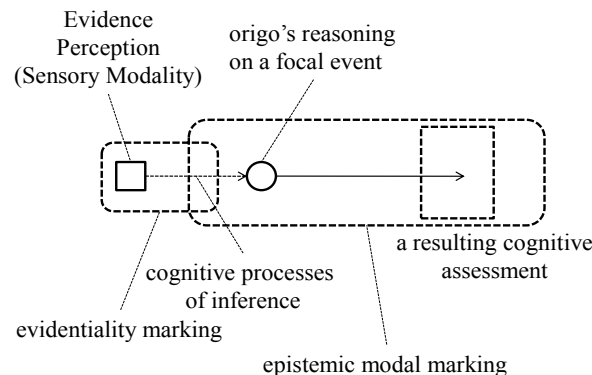 Evidence
Perception
(Sensory Modality)
origo's reasoning
on a focal event
a resulting cognitive
assessment
cognitive processes
of inference
evidentiality marking
epistemic modal marking